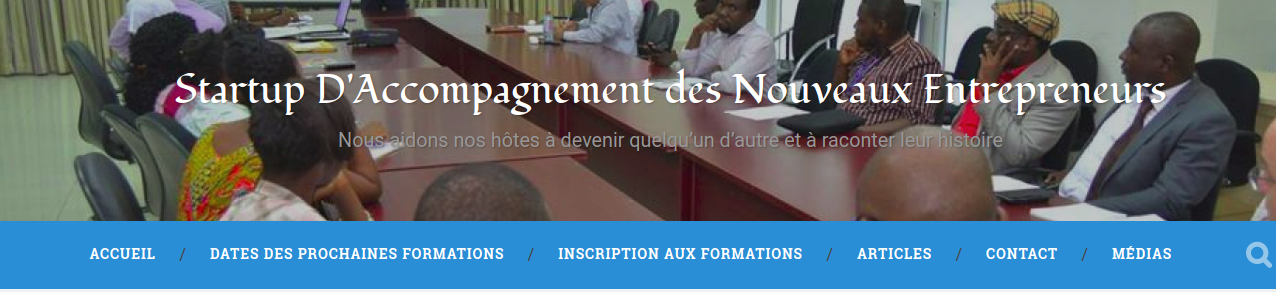 Startup D'Accompagnement des Nouveaux Entrepreneurs
Nous aidons nos hôtes à devenir quelqu'un d'autre et à raconter leur histoire
ACCUEIL / DATES DES PROCHAINES FORMATIONS / INSCRIPTION AUX FORMATIONS / ARTICLES / CONTACT / MÉDIAS